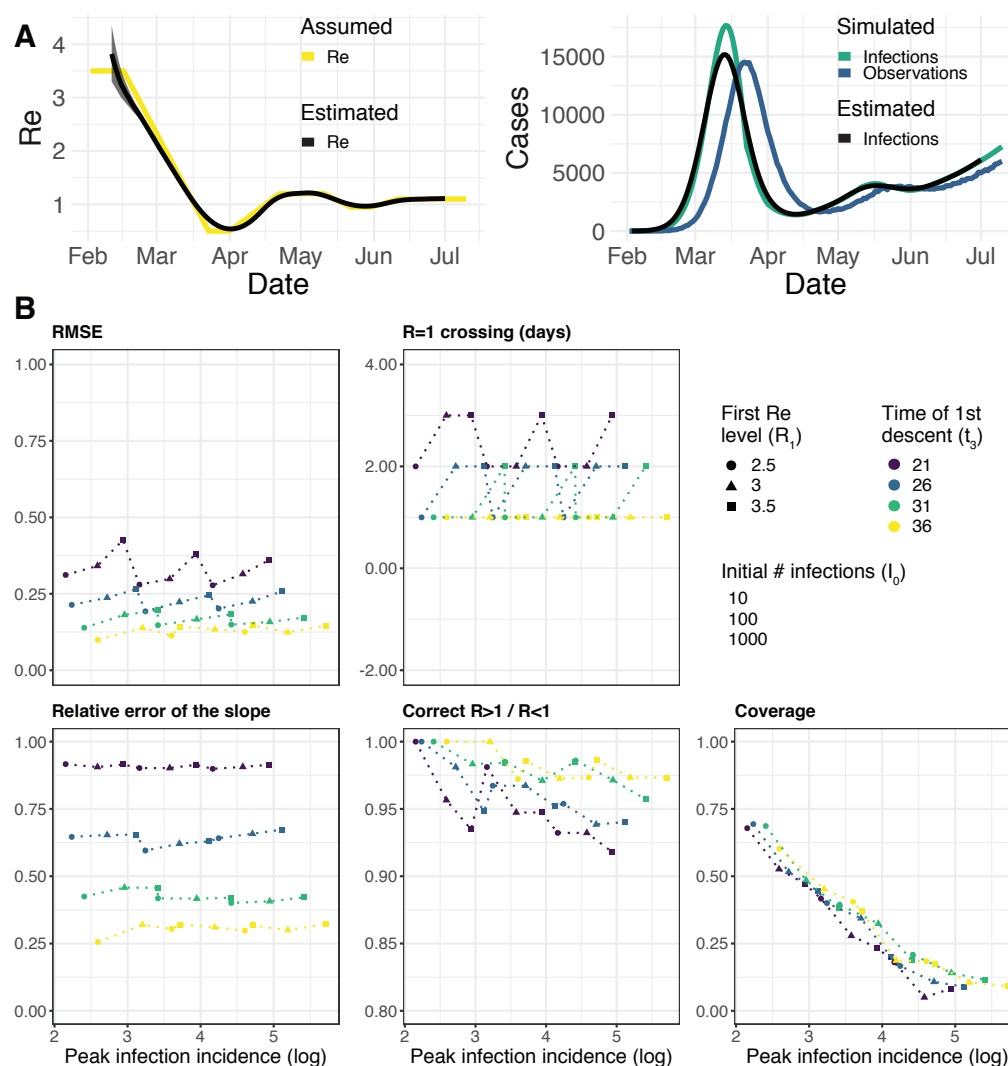 A
Assumed
Re
Estimated
Re
4
3
2
1
Re
Feb Mar Apr May Jun Jul
Date
Simulated
Infections
Observations
Estimated
Infections
15000
10000
5000
0
Cases
Feb Mar Apr May Jun Jul
Date
B
RMSE
1.00
0.75
0.50
0.25
0.00
R=1 crossing (days)
4.00
2.00
0.00
-2.00
First Re
level (R1)
2.5
3
3.5
Time of 1st
descent (t3)
21
26
31
36
Initial # infections (I0)
10
100
1000
Relative error of the slope
1.00
0.75
0.50
0.25
0.00
2 3 4 5
Peak infection incidence (log)
Correct R>1 / R<1
1.00
0.95
0.90
0.85
0.80
2 3 4 5
Peak infection incidence (log)
Coverage
1.00
0.75
0.50
0.25
0.00
2 3 4 5
Peak infection incidence (log)